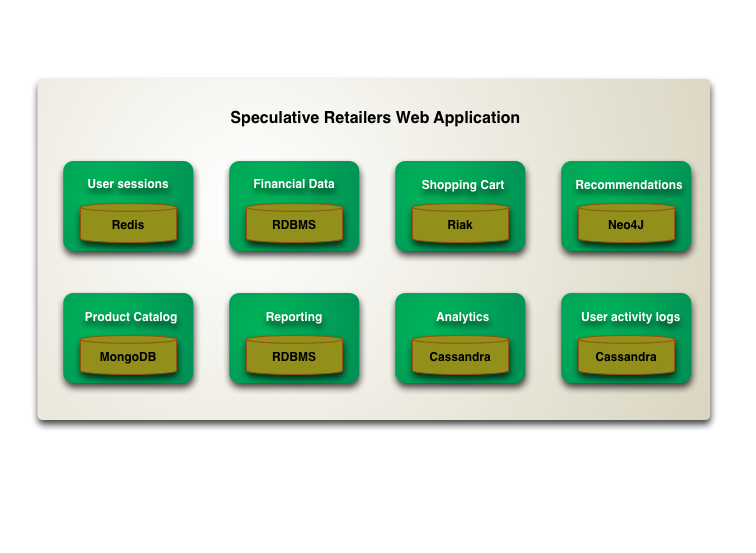 Speculative Retailers Web Application
User sessions
Redis
Financial Data
RDBMS
Shopping Cart
Riak
Recommendations
Neo4J
Product Catalog
MongoDB
Reporting
RDBMS
Analytics
Cassandra
User activity logs
Cassandra